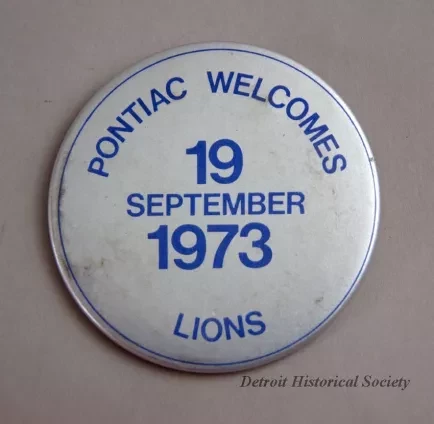 PONTIAC WELCOMES
19
SEPTEMBER
1973
LIONS
Detroit Historical Society